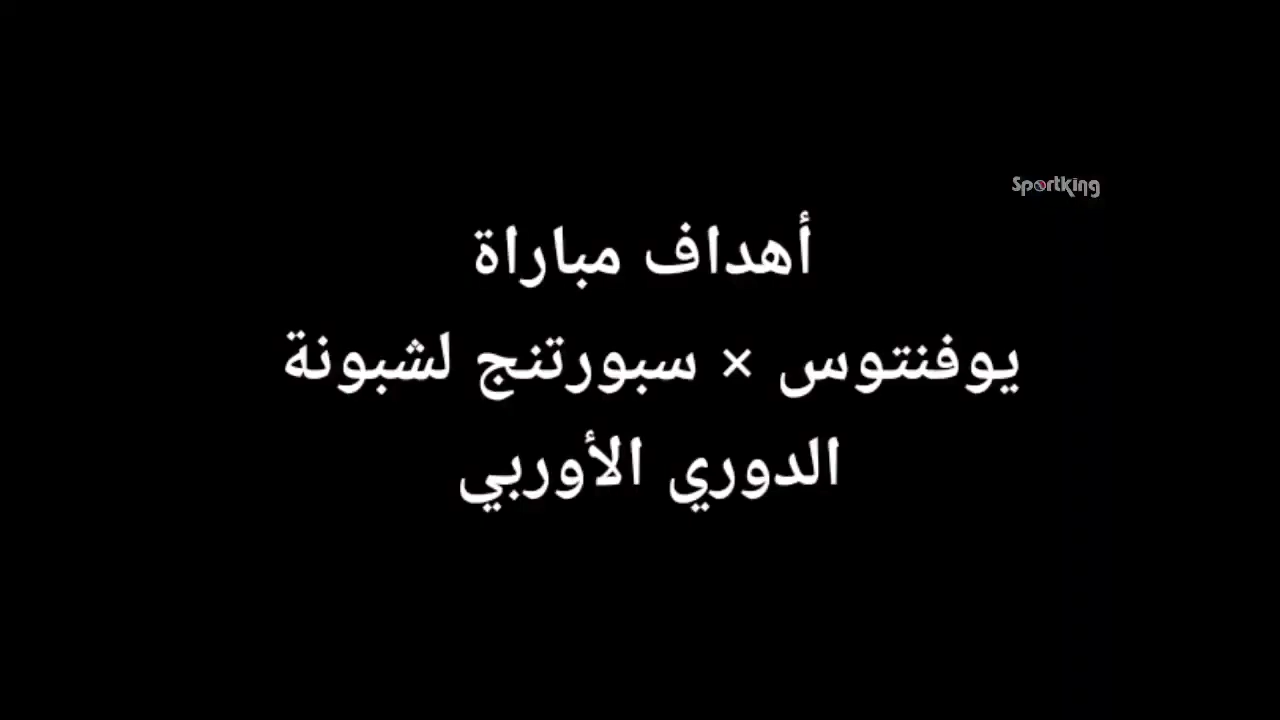 Sportking
أهداف مباراة
يوفنتوس × سبورتنج لشبونة
الدوري الأوربي